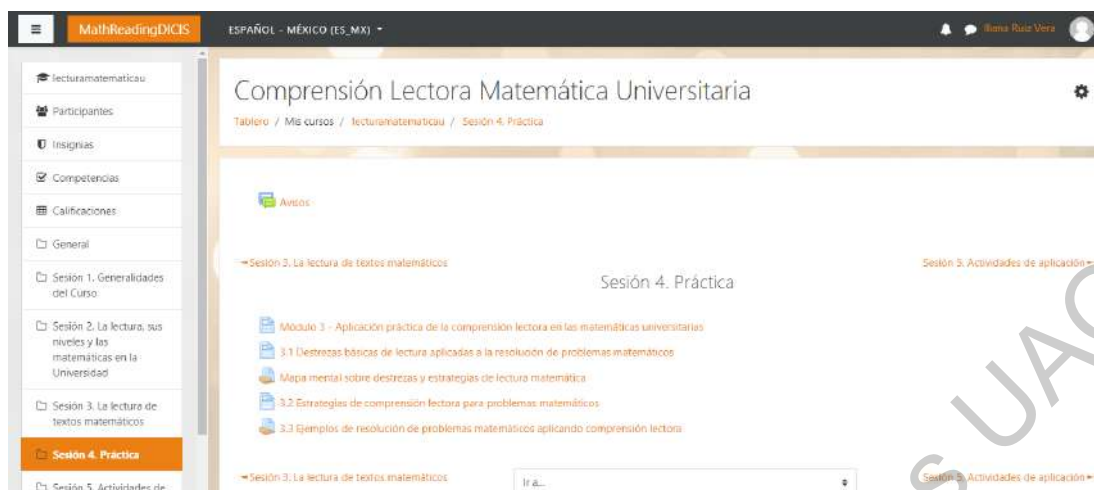 MathReadingDICIS
ESPAÑOL - MÉXICO (ES_MX)
Iliana Ruiz Vera
lecturamatematicau
Participantes
Insignias
Competencias
Calificaciones
General
Sesión 1. Generalidades
del Curso
Sesión 2. La lectura, sus
niveles y las
matemáticas en la
Universidad
Sesión 3. La lectura de
textos matemáticos
Sesión 4. Práctica
Sesión 5. Actividades de
Comprensión Lectora Matemática Universitaria
Tablero / Mis cursos / lecturamatematicau / Sesión 4. Práctica
Avisos
Sesión 3. La lectura de textos matemáticos
Sesión 5. Actividades de aplicación
Sesión 4. Práctica
Módulo 3 - Aplicación práctica de la comprensión lectora en las matemáticas universitarias
3.1 Destrezas básicas de lectura aplicadas a la resolución de problemas matemáticos
Mapa mental sobre destrezas y estrategias de lectura matemática
3.2 Estrategias de comprensión lectora para problemas matemáticos
3.3 Ejemplos de resolución de problemas matemáticos aplicando comprensión lectora
Sesión 3. La lectura de textos matemáticos
Ir a...
Sesión 5. Actividades de aplicación
S UAC